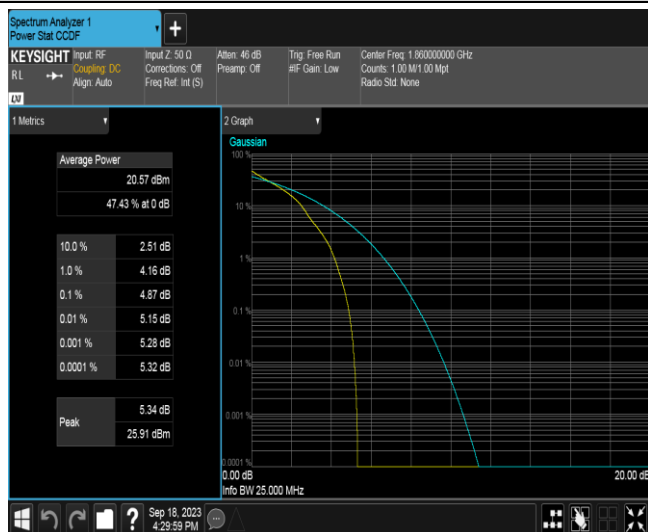 Spectrum Analyzer 1
Power Stat CCDF
+
KEYSIGHT Input: RF Input Z: 50 Ω Atten: 46 dB Trig: Free Run Center Freq: 1.860000000 GHz
RL Coupling: DC Corrections: Off Preamp: Off #IF Gain: Low Counts: 1.00 M/1.00 Mpt
Align: Auto Freq Ref: Int (S) Radio Std: None
LXI
1 Metrics
Average Power
20.57 dBm
47.43 % at 0 dB
10.0 % 2.51 dB
1.0 % 4.16 dB
0.1 % 4.87 dB
0.01 % 5.15 dB
0.001 % 5.28 dB
0.0001 % 5.32 dB
Peak 5.34 dB
25.91 dBm
2 Graph
Gaussian
100 %
10 %
1 %
0.1 %
0.01 %
0.001 %
0.0001 %
0.00 dB 20.00 dB
Info BW 25.000 MHz
? Sep 18, 2023
4:29:59 PM